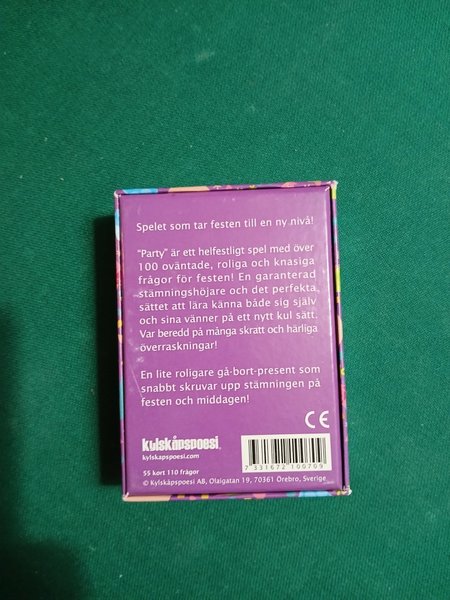 Spelet som tar festen till en ny nivå!
"Party" är ett helfestligt spel med över
100 oväntade, roliga och knasiga
frågor för festen! En garanterad
stämningshöjare och det perfekta
sättet att lära känna både sig själv
och sina vänner på ett nytt kul sätt.
Var beredd på många skratt och härliga
överraskningar!
En lite roligare gå-bort-present som
snabbt skruvar upp stämningen på
festen och middagen!
CE
kylskåpspoesi
kylskapspoesi.com
55 kort 110 frågor
7 331672 100709
© Kylskåpspoesi AB, Olaigatan 19, 70361 Örebro, Sverige